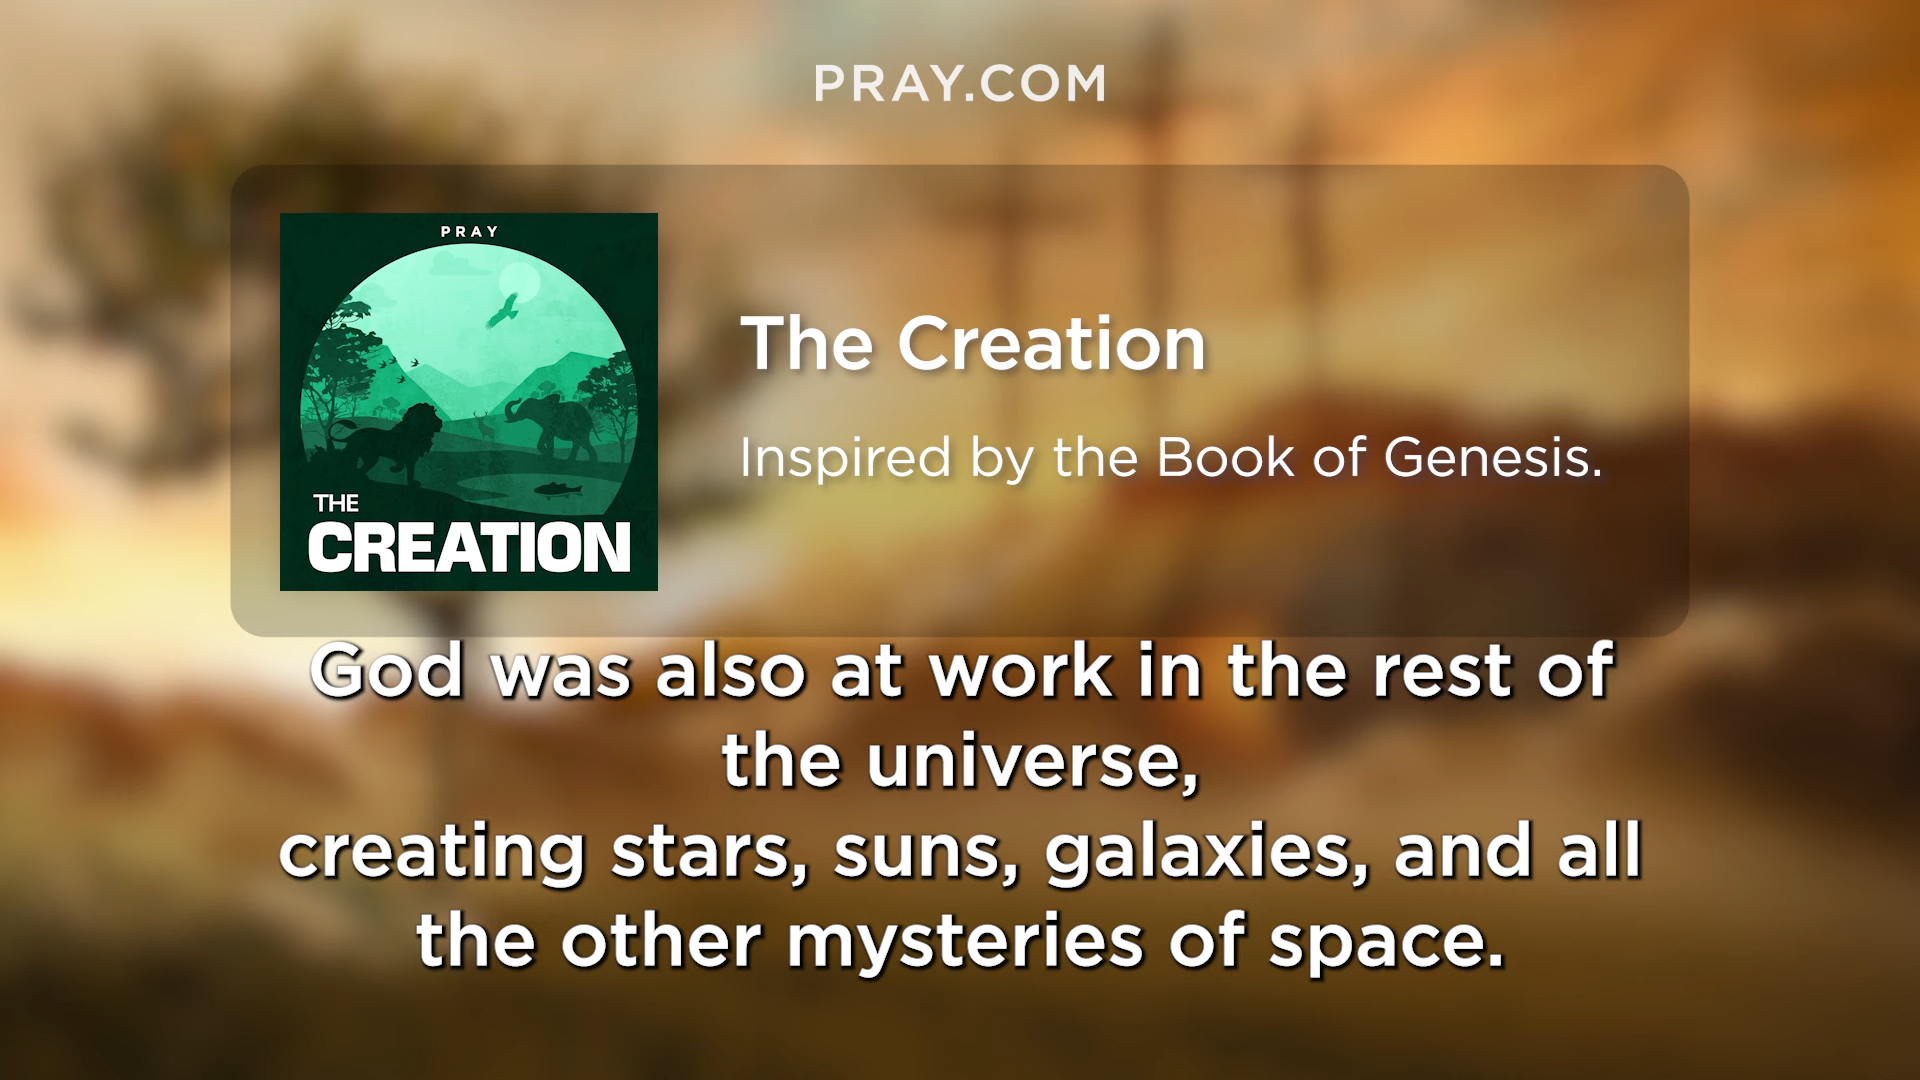 PRAY.COM
PRAY
THE
CREATION
The Creation
Inspired by the Book of Genesis.
God was also at work in the rest of
the universe,
creating stars, suns, galaxies, and all
the other mysteries of space.